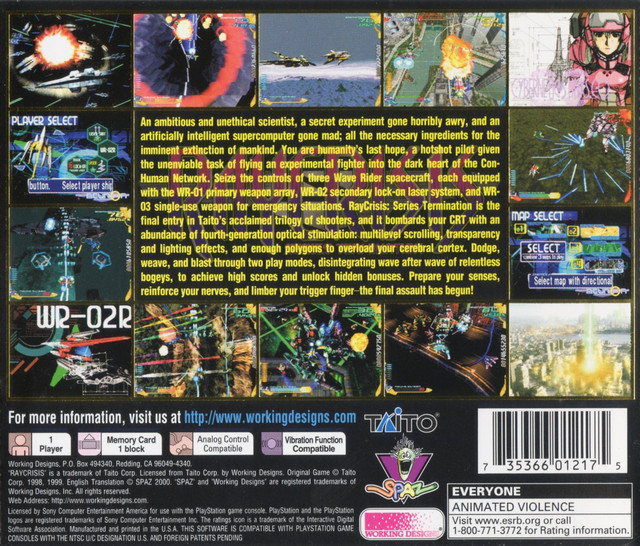 CYBERNETIC
PLAYER SELECT
WR-02R
button. Select player ship
An ambitious and unethical scientist, a secret experiment gone horribly awry, and an
artificially intelligent supercomputer gone mad; all the necessary ingredients for the
imminent extinction of mankind. You are humanity's last hope, a hotshot pilot given
the unenviable task of flying an experimental fighter into the dark heart of the Con-
Human Network. Seize the controls of three Wave Rider spacecraft, each equipped
with the WR-01 primary weapon array, WR-02 secondary lock-on laser system, and WR-
03 single-use weapon for emergency situations. RayCrisis: Series Termination is the
final entry in Taito's acclaimed trilogy of shooters, and it bombards your CRT with an
abundance of fourth-generation optical stimulation: multilevel scrolling, transparency
and lighting effects, and enough polygons to overload your cerebral cortex. Dodge,
weave, and blast through two play modes, disintegrating wave after wave of relentless
bogeys, to achieve high scores and unlock hidden bonuses. Prepare your senses,
reinforce your nerves, and limber your trigger finger–the final assault has begun!
MAP SELECT
SELECT
Select map with directional
WR-02R
For more information, visit us at http://www.workingdesigns.com
1
Player
Memory Card
1 block
Analog Control
Compatible
Vibration Function
Compatible
Working Designs, P.O. Box 494340, Redding, CA 96049-4340.
'RAYCRISIS' is a trademark of Taito Corp. Licensed from Taito Corp. by Working Designs. Original Game © Taito
Corp. 1998, 1999. English Translation © SPAZ 2000. 'SPAZ' and "Working Designs" are registered trademarks of
Working Designs, Inc. All rights reserved.
Web Address: http://www.workingdesigns.com
Licensed by Sony Computer Entertainment America for use with the PlayStation game console. PlayStation and the PlayStation
logos are registered trademarks of Sony Computer Entertainment Inc. The ratings icon is a trademark of the Interactive Digital
Software Association. Manufactured and printed in the U.S.A. THIS SOFTWARE IS COMPATIBLE WITH PLAYSTATION GAME
CONSOLES WITH THE NTSC U/C DESIGNATION U.S. AND FOREIGN PATENTS PENDING
TAITO
SPAZ
WORKING DESIGNS
7 35366 01217 5
EVERYONE
ANIMATED VIOLENCE
Visit www.esrb.org or call
1-800-771-3772 for Rating Information.